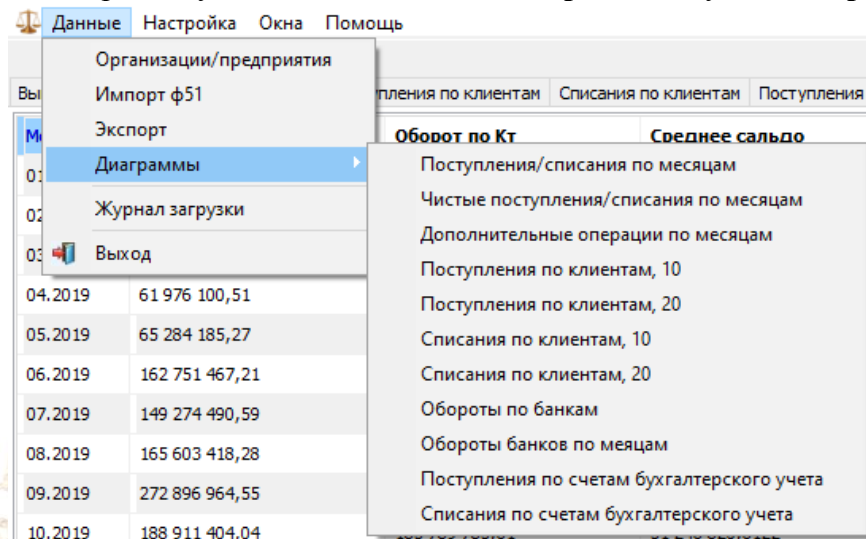 Данные Настройка Окна Помощь
Организации/предприятия
Импорт ф51
Экспорт
Диаграммы
Журнал загрузки
Выход
пления по клиентам Списания по клиентам Поступления
Оборот по Кт Среднее сальдо
Поступления/списания по месяцам
Чистые поступления/списания по месяцам
Дополнительные операции по месяцам
Поступления по клиентам, 10
Поступления по клиентам, 20
Списания по клиентам, 10
Списания по клиентам, 20
Обороты по банкам
Обороты банков по меяцам
Поступления по счетам бухгалтерского учета
Списания по счетам бухгалтерского учета
04.2019 61 976 100,51
05.2019 65 284 185,27
06.2019 162 751 467,21
07.2019 149 274 490,59
08.2019 165 603 418,28
09.2019 272 896 964,55
10.2019 188 911 404,04